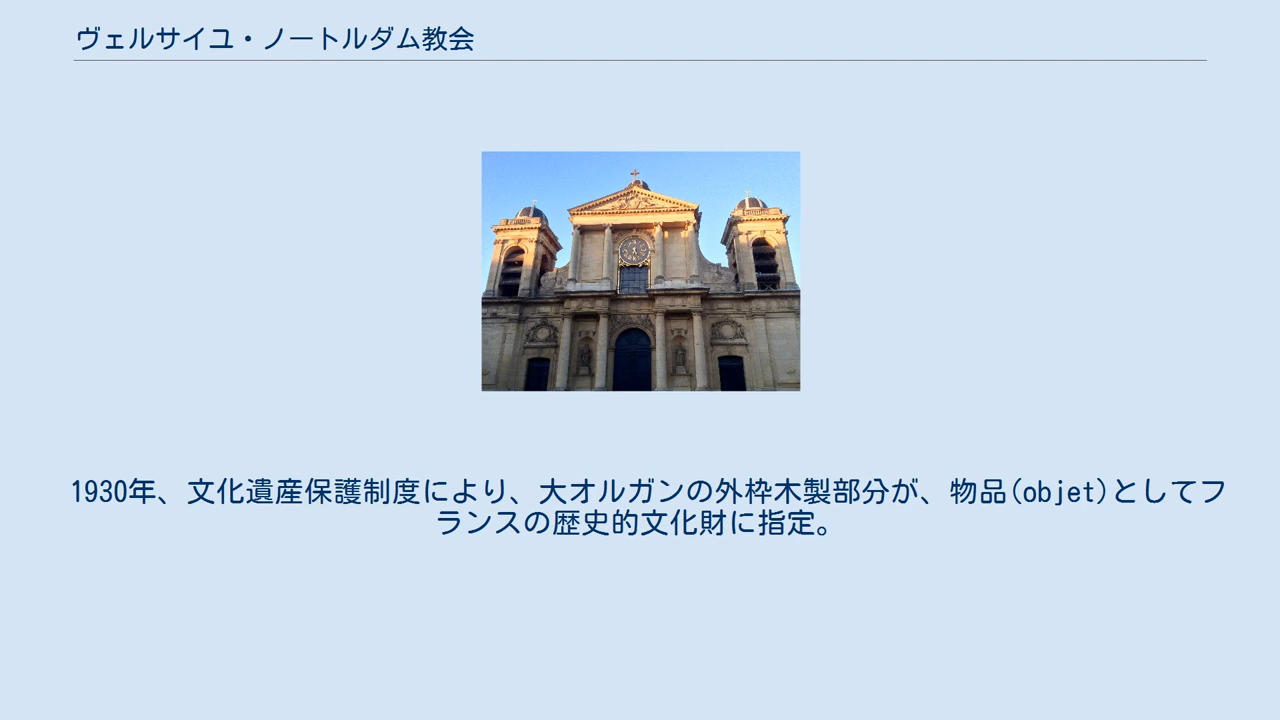 ヴェルサイユ・ノートルダム教会
1930年、文化遺産保護制度により、大オルガンの外枠木製部分が、物品(objet)としてフ
ランスの歴史的文化財に指定。